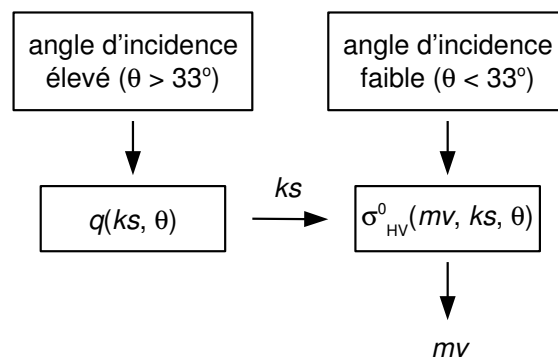 angle d'incidence
élevé (θ > 33°)
angle d'incidence
faible (θ < 33°)
ks
q(ks, θ)
σ⁰HV(mv, ks, θ)
mv